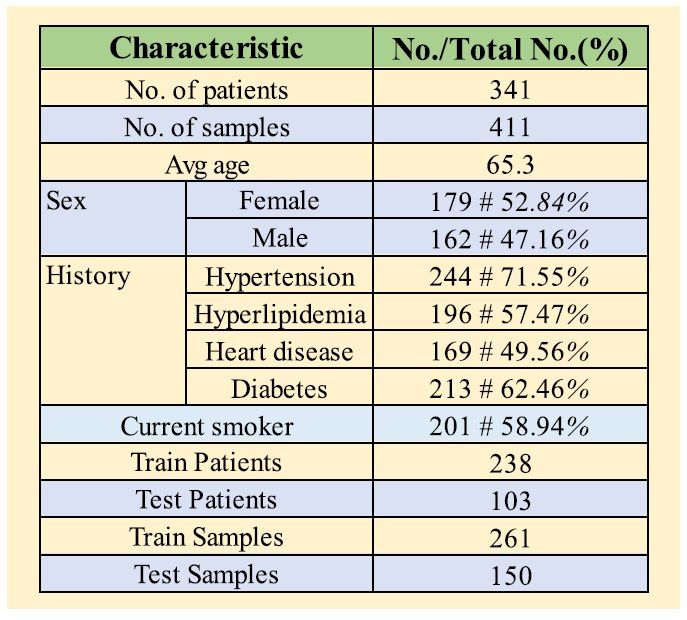 Characteristic No./Total No.(%)
No. of patients 341
No. of samples 411
Avg age 65.3
Sex Female 179 # 52.84%
Male 162 # 47.16%
History Hypertension 244 # 71.55%
Hyperlipidemia 196 # 57.47%
Heart disease 169 # 49.56%
Diabetes 213 # 62.46%
Current smoker 201 # 58.94%
Train Patients 238
Test Patients 103
Train Samples 261
Test Samples 150